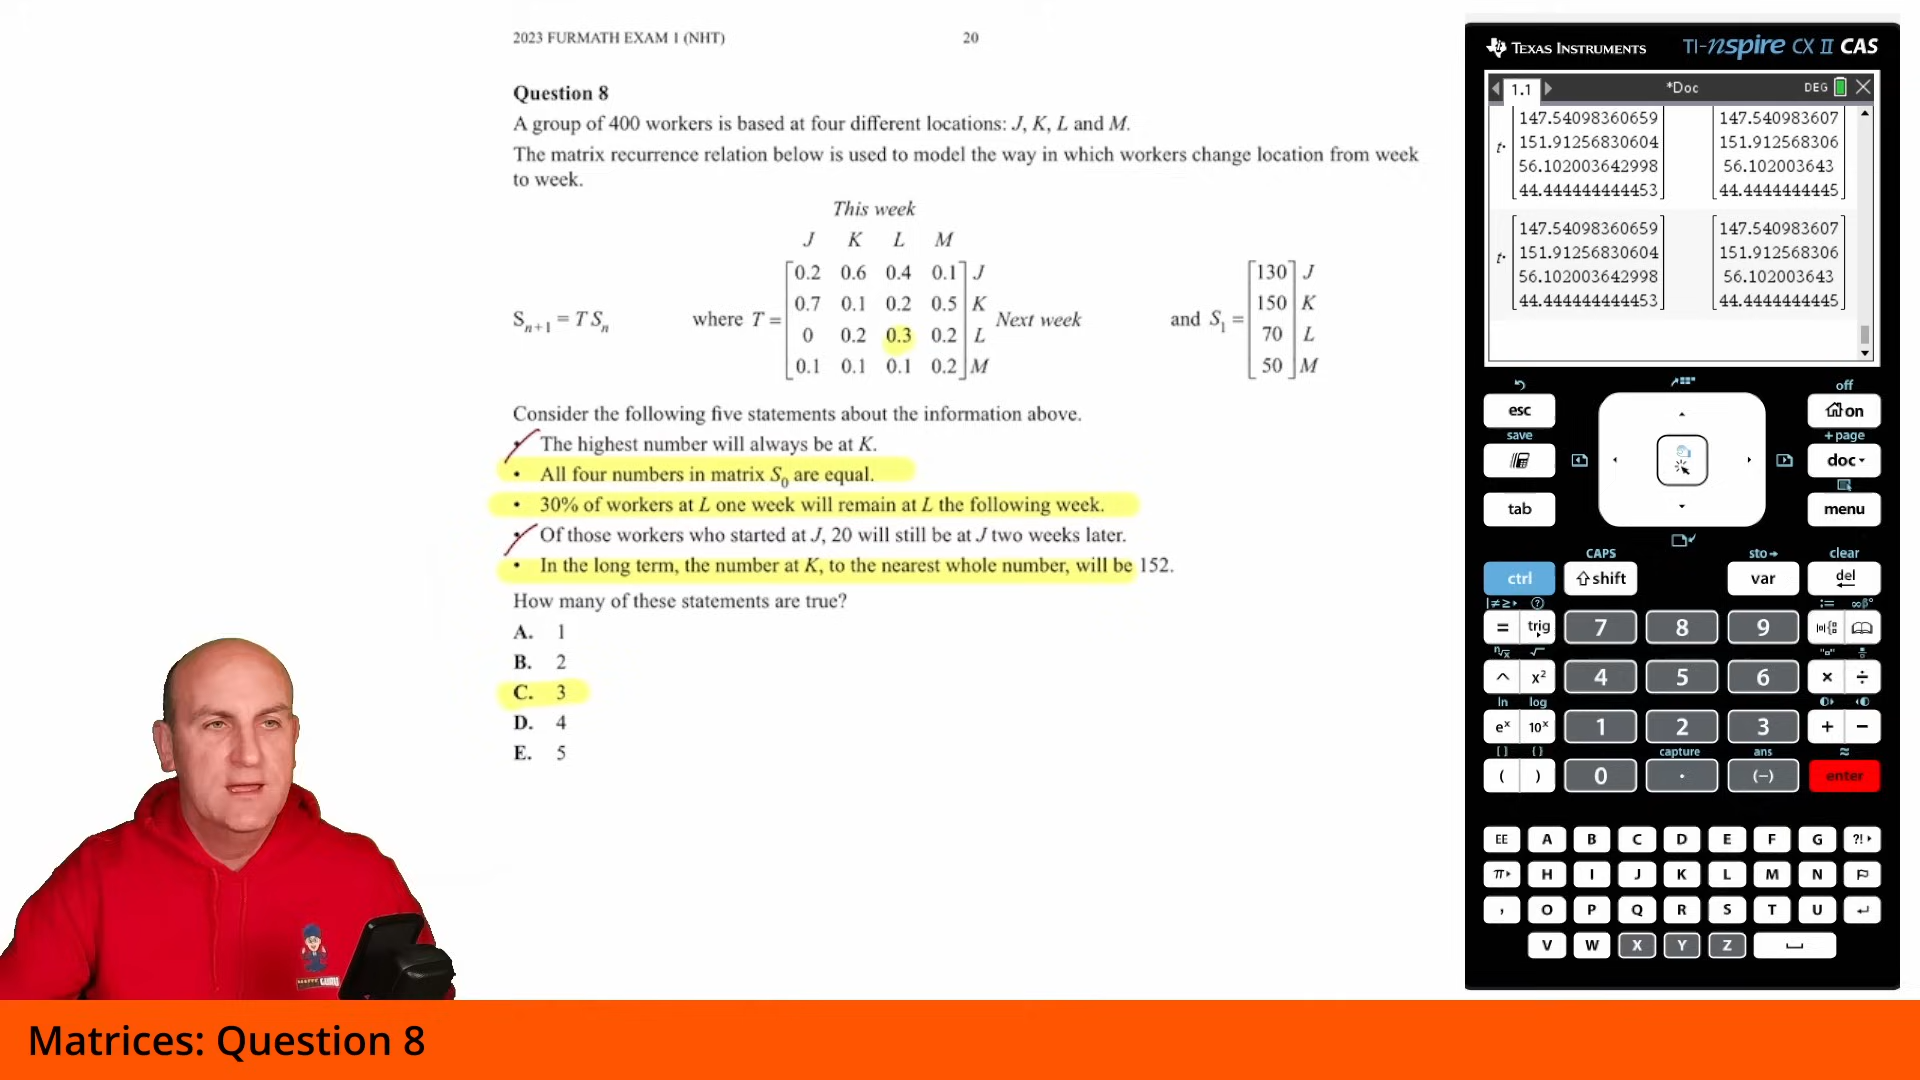 2023 FURMATH EXAM 1 (NHT)
20
Question 8
A group of 400 workers is based at four different locations: J, K, L and M.
The matrix recurrence relation below is used to model the way in which workers change location from week
to week.
This week
J K L M
0.2 0.6 0.4 0.1 J
0.7 0.1 0.2 0.5 K
0 0.2 0.3 0.2 L
0.1 0.1 0.1 0.2 M
Sn+1 = T Sn
where T =
Next week
and S1 =
130 J
150 K
70 L
50 M
Consider the following five statements about the information above.
• The highest number will always be at K.
• All four numbers in matrix S0 are equal.
• 30% of workers at L one week will remain at L the following week.
• Of those workers who started at J, 20 will still be at J two weeks later.
• In the long term, the number at K, to the nearest whole number, will be 152.
How many of these statements are true?
A. 1
B. 2
C. 3
D. 4
E. 5
TEXAS INSTRUMENTS
TI-nspire CX II CAS
1.1
*Doc
DEG
147.54098360659 147.540983607
151.91256830604 151.912568306
t· 56.102003642998 56.102003643
44.444444444453 44.4444444445
147.54098360659 147.540983607
151.91256830604 151.912568306
t· 56.102003642998 56.102003643
44.444444444453 44.4444444445
off
esc
on
save
+page
doc
tab
menu
CAPS
sto→
clear
ctrl
shift
var
del
|≠≥▸
:=
= trig 7 8 9
^ x² 4 5 6 × ÷
ln log
eˣ 10ˣ 1 2 3 + −
[ ] { }
capture
ans
≈
( ) 0 . (−) enter
EE A B C D E F G ?!▸
π▸ H I J K L M N
, O P Q R S T U
V W X Y Z
Matrices: Question 8